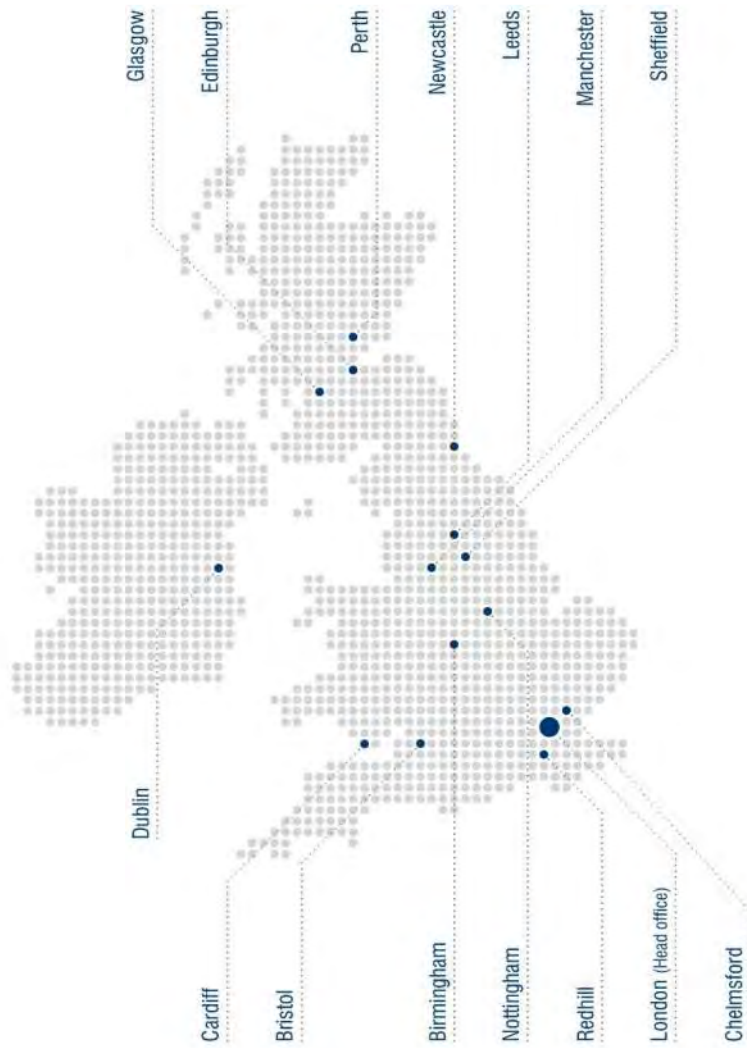 Glasgow
Edinburgh
Perth
Newcastle
Leeds
Manchester
Sheffield
Dublin
Cardiff
Bristol
Birmingham
Nottingham
Redhill
London (Head office)
Chelmsford